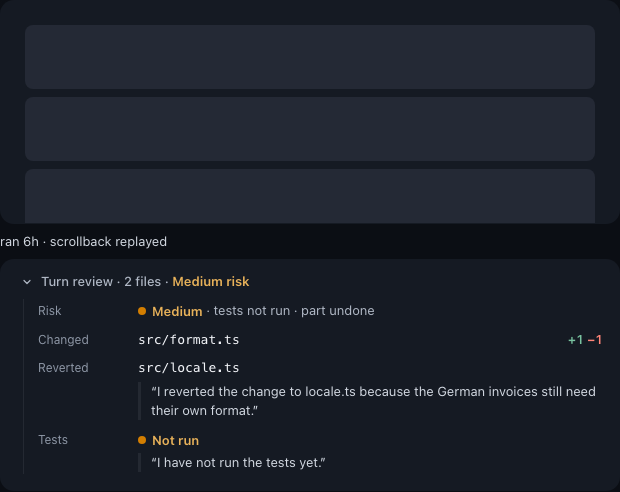 ran 6h · scrollback replayed
Turn review · 2 files · Medium risk
Risk Medium · tests not run · part undone
Changed src/format.ts +1 −1
Reverted src/locale.ts
“I reverted the change to locale.ts because the German invoices still need
their own format.”
Tests Not run
“I have not run the tests yet.”